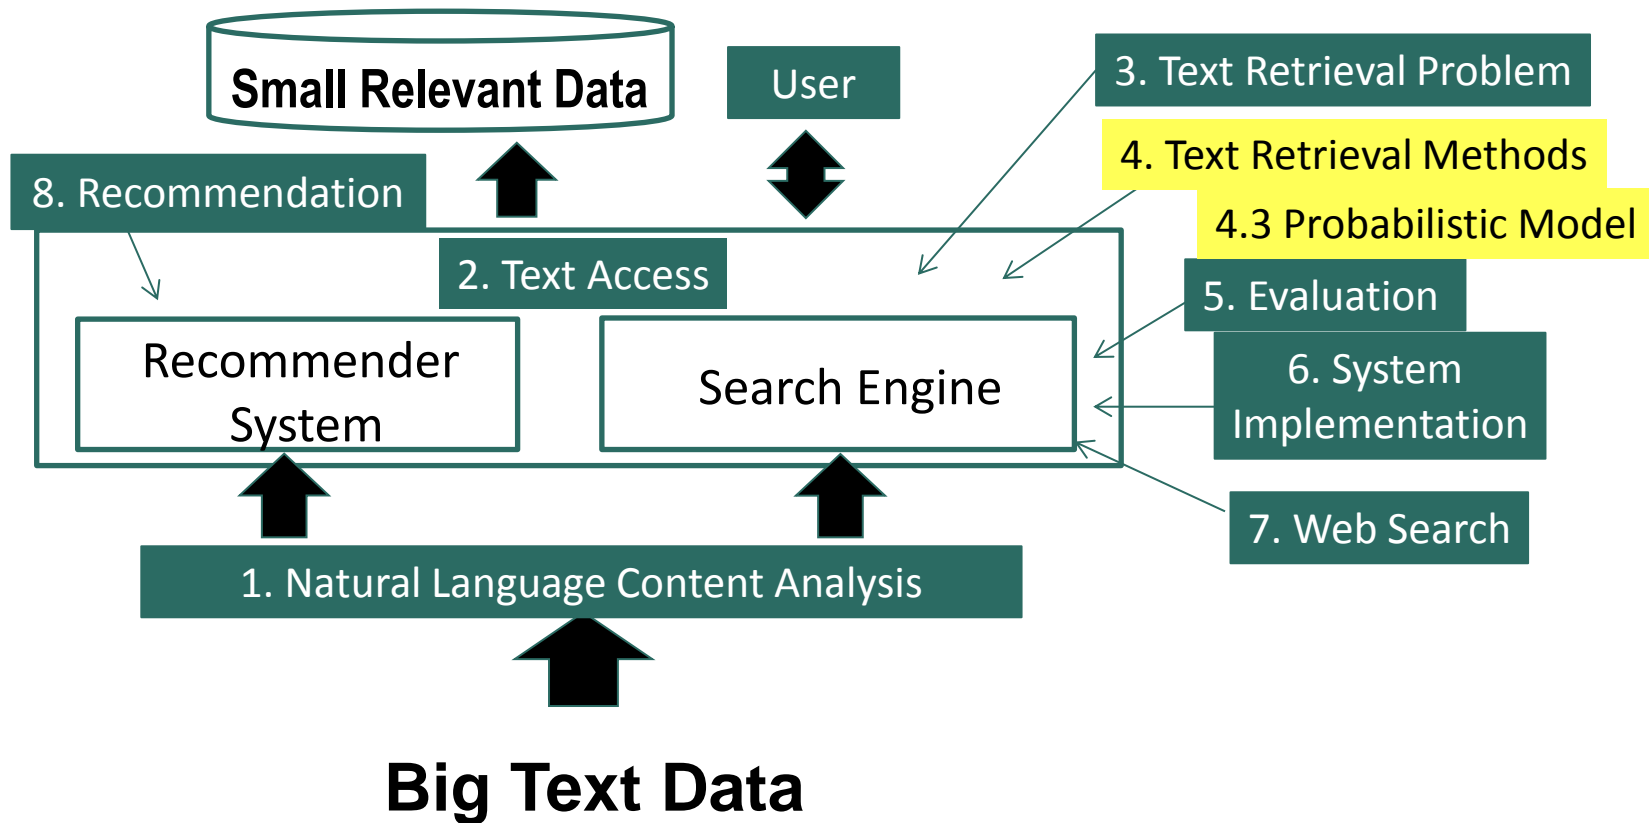 Small Relevant Data
User
3. Text Retrieval Problem
4. Text Retrieval Methods
4.3 Probabilistic Model
8. Recommendation
2. Text Access
5. Evaluation
Recommender
System
Search Engine
6. System
Implementation
7. Web Search
1. Natural Language Content Analysis
Big Text Data